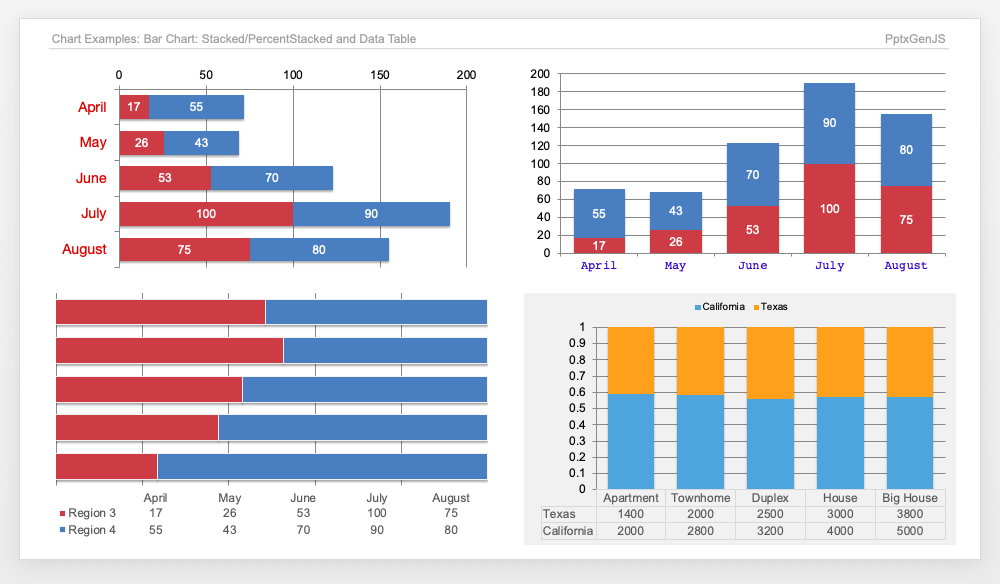 Chart Examples: Bar Chart: Stacked/PercentStacked and Data Table PptxGenJS
0 50 100 150 200
April 17 55
May 26 43
June 53 70
July 100 90
August 75 80
200
180
160
140
120
100
80
60
40
20
0
90
80
70
55
43
100
75
53
26
17
April May June July August
April May June July August
Region 3 17 26 53 100 75
Region 4 55 43 70 90 80
California Texas
1
0.9
0.8
0.7
0.6
0.5
0.4
0.3
0.2
0.1
0
Apartment Townhome Duplex House Big House
Texas 1400 2000 2500 3000 3800
California 2000 2800 3200 4000 5000